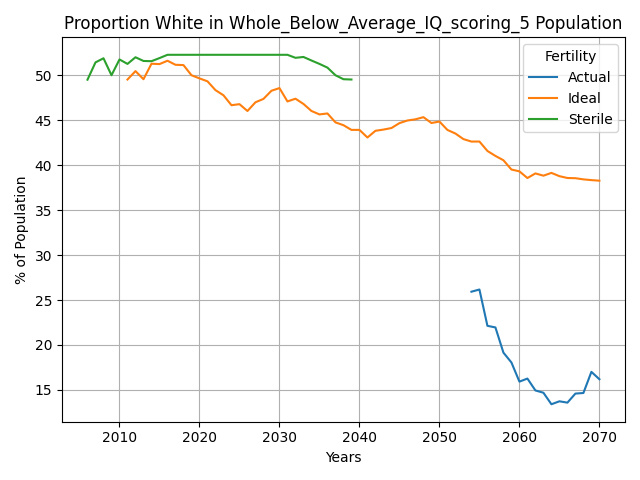 Proportion White in Whole_Below_Average_IQ_scoring_5 Population
Fertility
Actual
Ideal
Sterile
% of Population
50
45
40
35
30
25
20
15
2010 2020 2030 2040 2050 2060 2070
Years